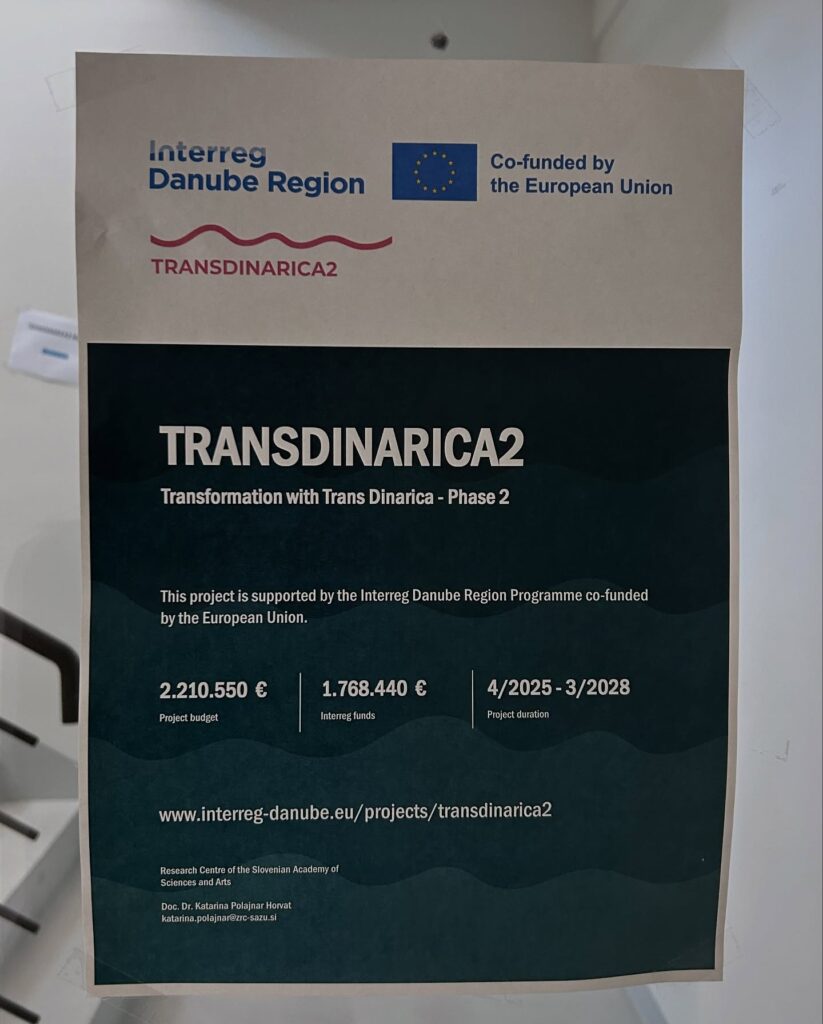 Interreg
Danube Region
Co-funded by
the European Union
TRANSDINARICA2
TRANSDINARICA2
Transformation with Trans Dinarica - Phase 2
This project is supported by the Interreg Danube Region Programme co-funded
by the European Union.
2.210.550 €
Project budget
1.768.440 €
Interreg funds
4/2025 - 3/2028
Project duration
www.interreg-danube.eu/projects/transdinarica2
Research Centre of the Slovenian Academy of
Sciences and Arts
Doc. Dr. Katarina Polajnar Horvat
katarina.polajnar@zrc-sazu.si